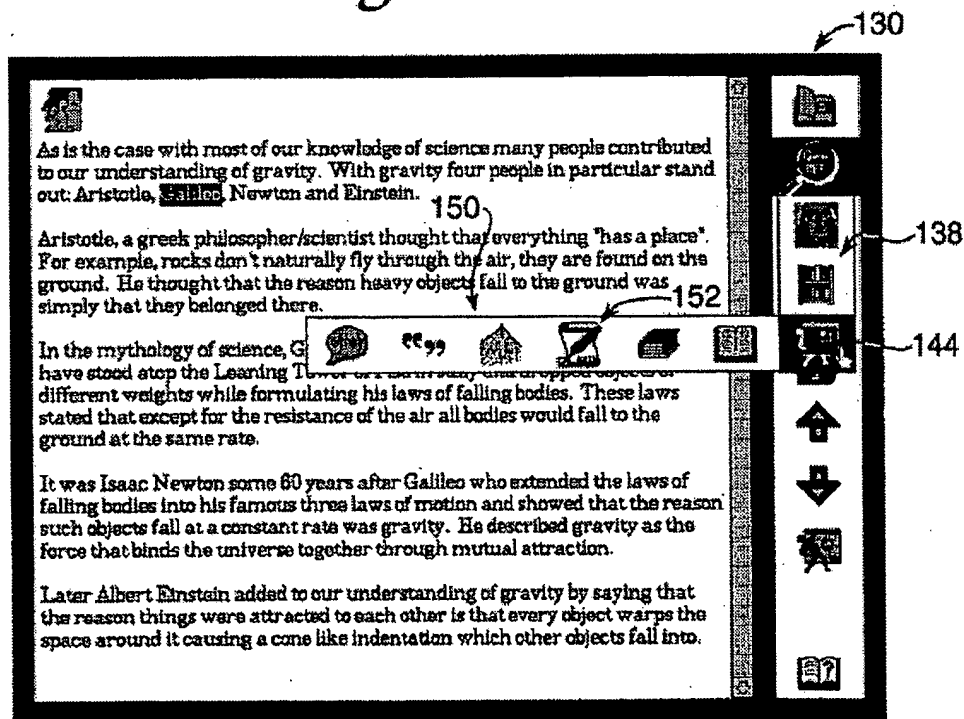 130
As is the case with most of our knowledge of science many people contributed
to our understanding of gravity. With gravity four people in particular stand
out: Aristotle, Galileo, Newton and Einstein.
150
Aristotle, a greek philosopher/scientist thought that everything "has a place".
138
For example, rocks don't naturally fly through the air, they are found on the
ground. He thought that the reason heavy objects fall to the ground was
simply that they belonged there.
152
144
In the mythology of science, G
have stood atop the Leaning
different weights while formulating his laws of falling bodies. These laws
stated that except for the resistance of the air all bodies would fall to the
ground at the same rate.
It was Isaac Newton some 60 years after Galileo who extended the laws of
falling bodies into his famous three laws of motion and showed that the reason
such objects fall at a constant rate was gravity. He described gravity as the
force that binds the universe together through mutual attraction.
Later Albert Einstein added to our understanding of gravity by saying that
the reason things were attracted to each other is that every object warps the
space around it causing a cone like indentation which other objects fall into.